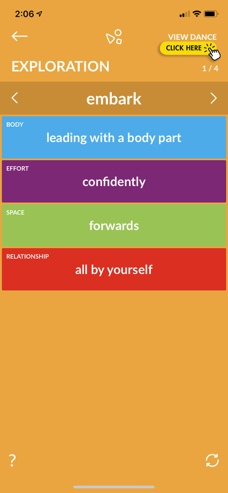 2:06
VIEW DANCE
CLICK HERE
EXPLORATION
1 / 4
embark
BODY
leading with a body part
EFFORT
confidently
SPACE
forwards
RELATIONSHIP
all by yourself
?